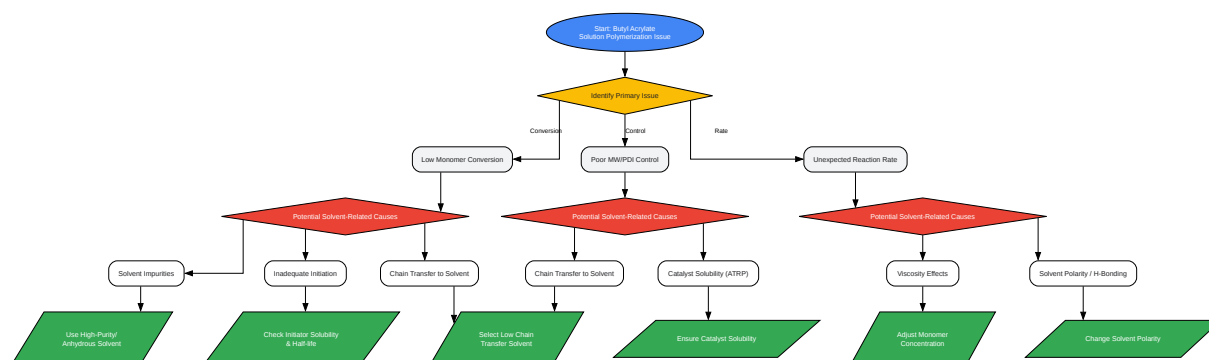 Start: Butyl Acrylate
Solution Polymerization Issue
Identify Primary Issue
Conversion
Control
Rate
Low Monomer Conversion
Poor MW/PDI Control
Unexpected Reaction Rate
Potential Solvent-Related Causes
Potential Solvent-Related Causes
Potential Solvent-Related Causes
Solvent Impurities
Inadequate Initiation
Chain Transfer to Solvent
Chain Transfer to Solvent
Catalyst Solubility (ATRP)
Viscosity Effects
Solvent Polarity / H-Bonding
Use High-Purity/
Anhydrous Solvent
Check Initiator Solubility
& Half-life
Select Low Chain
Transfer Solvent
Ensure Catalyst Solubility
Adjust Monomer
Concentration
Change Solvent Polarity